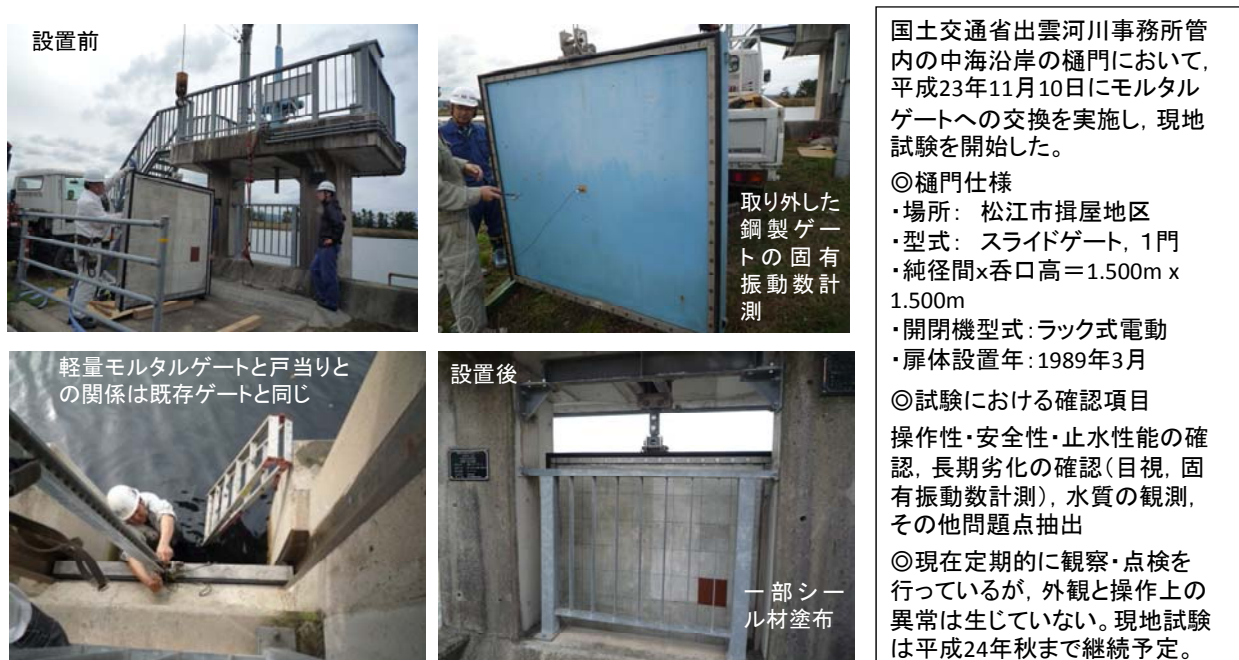 設置前
取り外した
鋼製ゲー
トの固有
振動数計
測
軽量モルタルゲートと戸当りと
の関係は既存ゲートと同じ
設置後
一部シー
ル材塗布
国土交通省出雲河川事務所管
内の中海沿岸の樋門において，
平成23年11月10日にモルタル
ゲートへの交換を実施し，現地
試験を開始した。
◎樋門仕様
・場所：　松江市揖屋地区
・型式：　スライドゲート，１門
・純径間x呑口高＝1.500m x
1.500m
・開閉機型式：ラック式電動
・扉体設置年：1989年3月
◎試験における確認項目
操作性・安全性・止水性能の確
認，長期劣化の確認（目視，固
有振動数計測），水質の観測，
その他問題点抽出
◎現在定期的に観察・点検を
行っているが，外観と操作上の
異常は生じていない。現地試験
は平成24年秋まで継続予定。